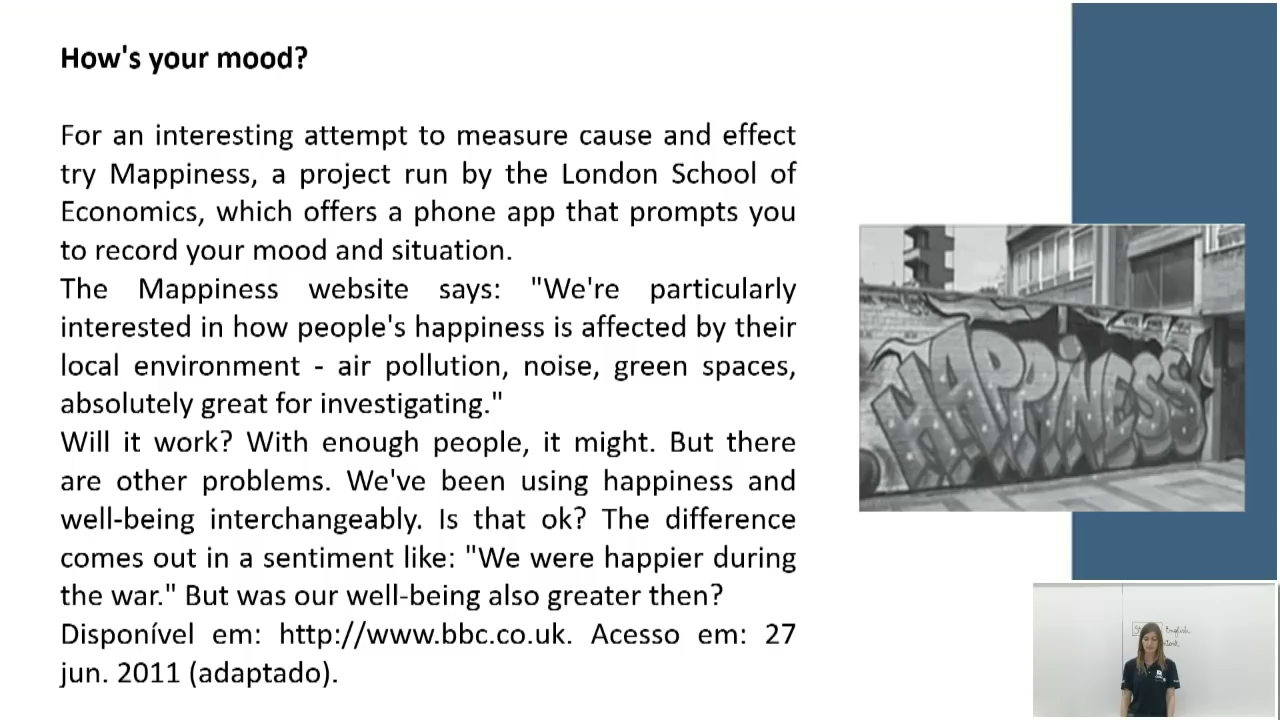 How's your mood?
For an interesting attempt to measure cause and effect
try Mappiness, a project run by the London School of
Economics, which offers a phone app that prompts you
to record your mood and situation.
The Mappiness website says: "We're particularly
interested in how people's happiness is affected by their
local environment - air pollution, noise, green spaces,
absolutely great for investigating."
Will it work? With enough people, it might. But there
are other problems. We've been using happiness and
well-being interchangeably. Is that ok? The difference
comes out in a sentiment like: "We were happier during
the war." But was our well-being also greater then?
Disponível em: http://www.bbc.co.uk. Acesso em: 27
jun. 2011 (adaptado).
HAPPiNESS
English